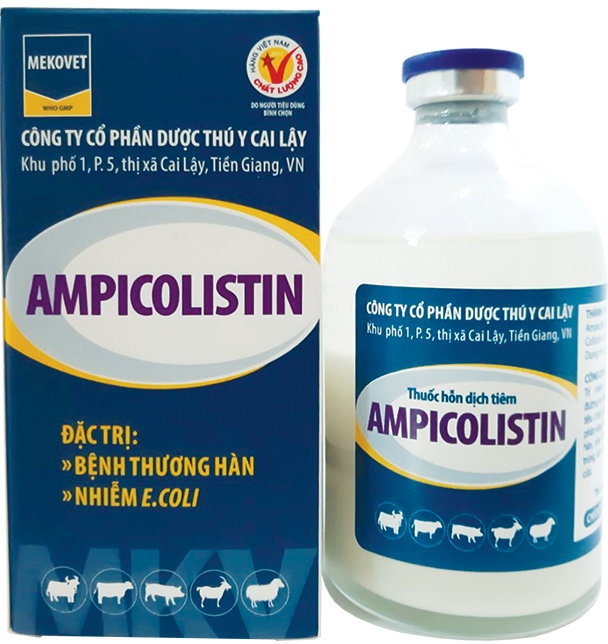 MEKOVET
WHO GMP
HÀNG VIỆT NAM
CHẤT LƯỢNG CAO
DO NGƯỜI TIÊU DÙNG
BÌNH CHỌN
CÔNG TY CỔ PHẦN DƯỢC THÚ Y CAI LẬY
Khu phố 1, P. 5, thị xã Cai Lậy, Tiền Giang, VN
AMPICOLISTIN
ĐẶC TRỊ:
» BỆNH THƯƠNG HÀN
» NHIỄM E.COLI
MKV
CÔNG TY CỔ PHẦN DƯỢC THÚ Y CAI LẬY
Khu phố 1, P. 5, thị xã Cai Lậy, Tiền Giang, VN
Thuốc hỗn dịch tiêm
AMPICOLISTIN